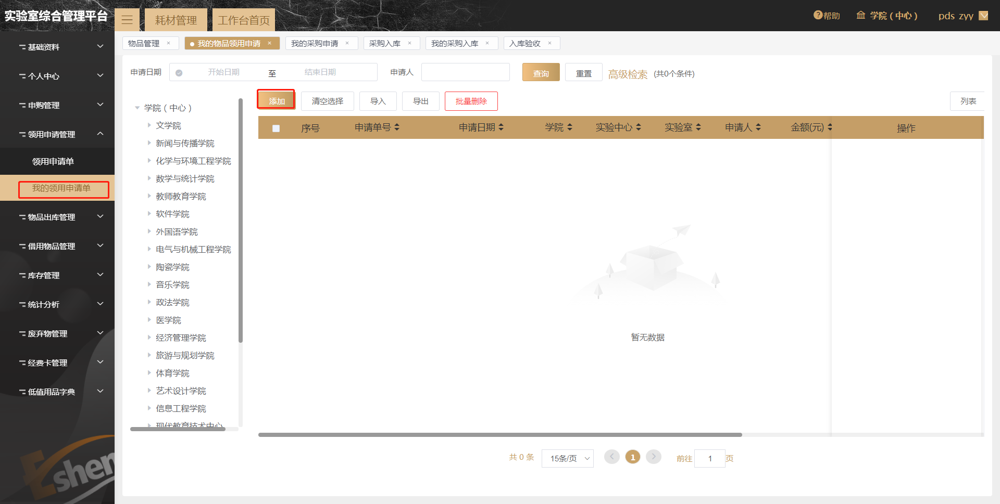 实验室综合管理平台
耗材管理
工作台首页
帮助
学院（中心）
pds zyy
基础资料
个人中心
申购管理
领用申请管理
领用申请单
我的领用申请单
物品出库管理
借用物品管理
库存管理
统计分析
废弃物管理
经费卡管理
低值用品字典
Eshen
物品管理 ×
我的物品领用申请 ×
我的采购申请 ×
采购入库 ×
我的采购入库 ×
入库验收 ×
申请日期 开始日期 至 结束日期 申请人 查询 重置 高级检索 (共0个条件)
学院（中心）
文学院
新闻与传播学院
化学与环境工程学院
数学与统计学院
教师教育学院
软件学院
外国语学院
电气与机械工程学院
陶瓷学院
音乐学院
政法学院
医学院
经济管理学院
旅游与规划学院
体育学院
艺术设计学院
信息工程学院
现代教育技术中心
添加 清空选择 导入 导出 批量删除 列表
序号 申请单号 申请日期 学院 实验中心 实验室 申请人 金额(元) 操作
暂无数据
共 0 条 15条/页 1 前往 1 页